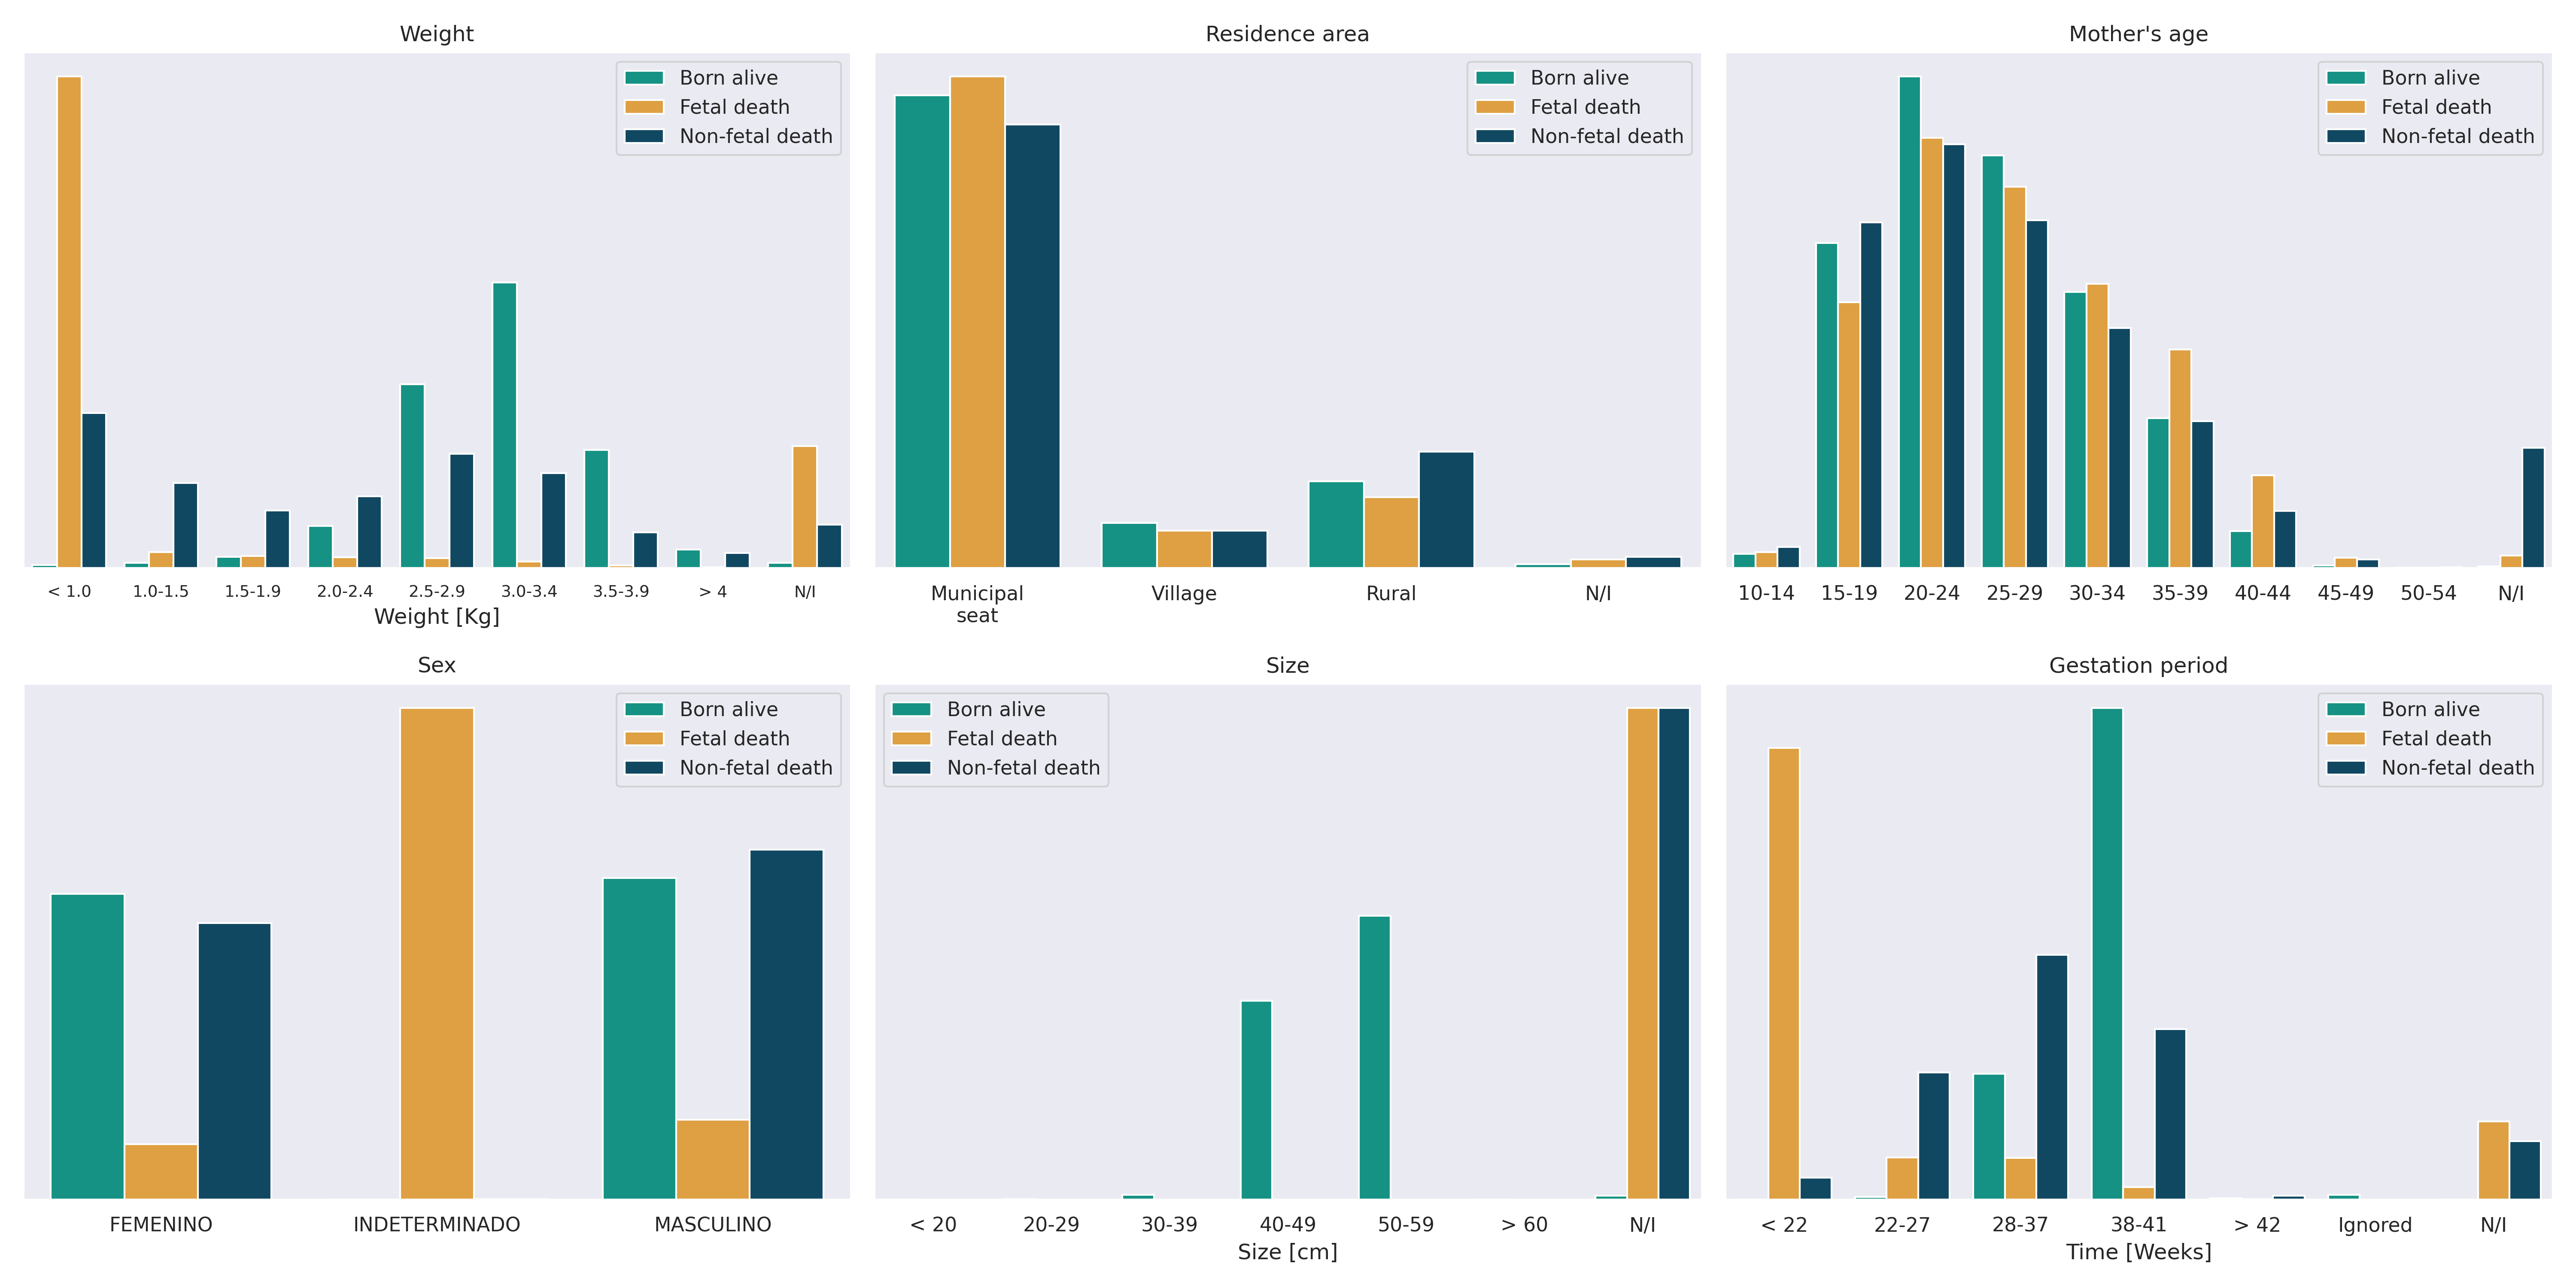 Weight
Born alive
Fetal death
Non-fetal death
< 1.0 1.0-1.5 1.5-1.9 2.0-2.4 2.5-2.9 3.0-3.4 3.5-3.9 > 4 N/I
Weight [Kg]
Residence area
Born alive
Fetal death
Non-fetal death
Municipal
seat
Village
Rural
N/I
Mother's age
Born alive
Fetal death
Non-fetal death
10-14 15-19 20-24 25-29 30-34 35-39 40-44 45-49 50-54 N/I
Sex
Born alive
Fetal death
Non-fetal death
FEMENINO INDETERMINADO MASCULINO
Size
Born alive
Fetal death
Non-fetal death
< 20 20-29 30-39 40-49 50-59 > 60 N/I
Size [cm]
Gestation period
Born alive
Fetal death
Non-fetal death
< 22 22-27 28-37 38-41 > 42 Ignored N/I
Time [Weeks]